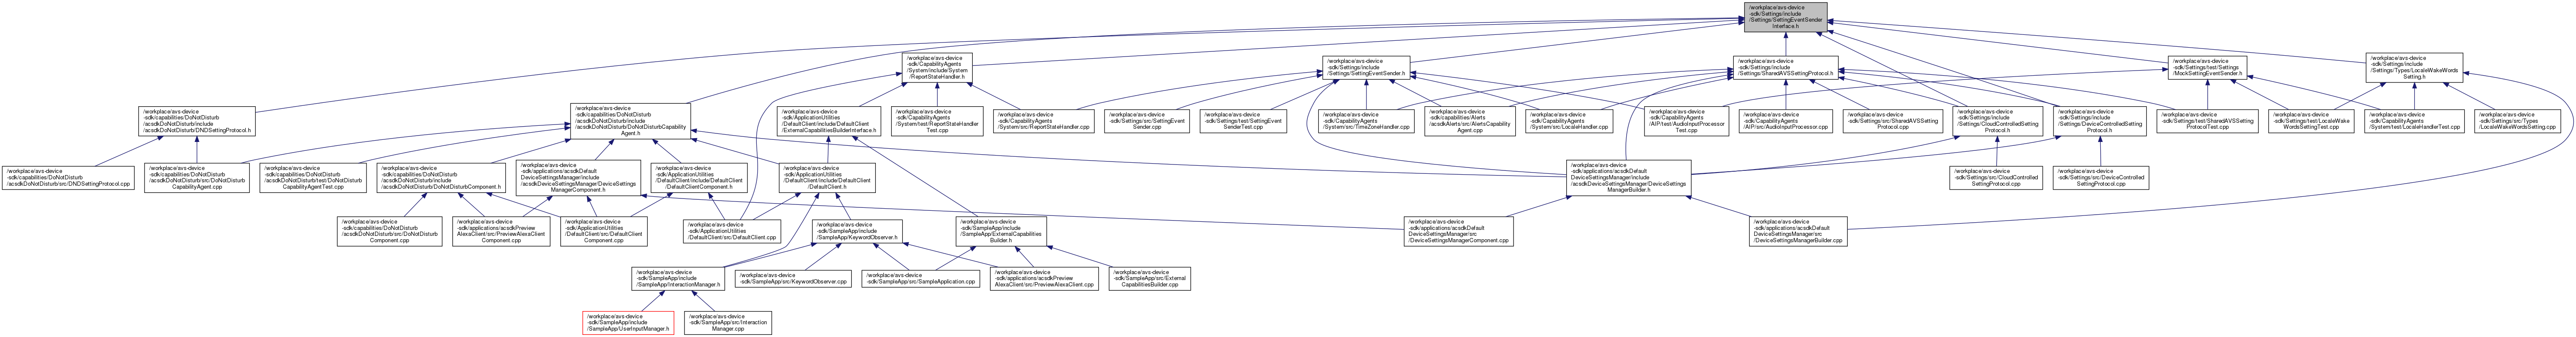 /workplace/avs-device
-sdk/Settings/include
/Settings/SettingEventSender
Interface.h
/workplace/avs-device
-sdk/CapabilityAgents
/System/include/System
/ReportStateHandler.h
/workplace/avs-device
-sdk/Settings/include
/Settings/SettingEventSender.h
/workplace/avs-device
-sdk/Settings/include
/Settings/SharedAVSSettingProtocol.h
/workplace/avs-device
-sdk/Settings/test/Settings
/MockSettingEventSender.h
/workplace/avs-device
-sdk/Settings/include
/Settings/Types/LocaleWakeWords
Setting.h
/workplace/avs-device
-sdk/capabilities/DoNotDisturb
/acsdkDoNotDisturb/include
/acsdkDoNotDisturb/DNDSettingProtocol.h
/workplace/avs-device
-sdk/capabilities/DoNotDisturb
/acsdkDoNotDisturb/include
/acsdkDoNotDisturb/DoNotDisturbCapability
Agent.h
/workplace/avs-device
-sdk/ApplicationUtilities
/DefaultClient/include/DefaultClient
/ExternalCapabilitiesBuilderInterface.h
/workplace/avs-device
-sdk/CapabilityAgents
/System/test/ReportStateHandler
Test.cpp
/workplace/avs-device
-sdk/CapabilityAgents
/System/src/ReportStateHandler.cpp
/workplace/avs-device
-sdk/Settings/src/SettingEvent
Sender.cpp
/workplace/avs-device
-sdk/Settings/test/SettingEvent
SenderTest.cpp
/workplace/avs-device
-sdk/CapabilityAgents
/System/src/TimeZoneHandler.cpp
/workplace/avs-device
-sdk/capabilities/Alerts
/acsdkAlerts/src/AlertsCapability
Agent.cpp
/workplace/avs-device
-sdk/CapabilityAgents
/System/src/LocaleHandler.cpp
/workplace/avs-device
-sdk/CapabilityAgents
/AIP/test/AudioInputProcessor
Test.cpp
/workplace/avs-device
-sdk/CapabilityAgents
/AIP/src/AudioInputProcessor.cpp
/workplace/avs-device
-sdk/Settings/src/SharedAVSSetting
Protocol.cpp
/workplace/avs-device
-sdk/Settings/include
/Settings/CloudControlledSetting
Protocol.h
/workplace/avs-device
-sdk/Settings/include
/Settings/DeviceControlledSetting
Protocol.h
/workplace/avs-device
-sdk/Settings/test/SharedAVSSetting
ProtocolTest.cpp
/workplace/avs-device
-sdk/Settings/test/LocaleWake
WordsSettingTest.cpp
/workplace/avs-device
-sdk/CapabilityAgents
/System/test/LocaleHandlerTest.cpp
/workplace/avs-device
-sdk/Settings/src/Types
/LocaleWakeWordsSetting.cpp
/workplace/avs-device
-sdk/capabilities/DoNotDisturb
/acsdkDoNotDisturb/src/DNDSettingProtocol.cpp
/workplace/avs-device
-sdk/capabilities/DoNotDisturb
/acsdkDoNotDisturb/src/DoNotDisturb
CapabilityAgent.cpp
/workplace/avs-device
-sdk/capabilities/DoNotDisturb
/acsdkDoNotDisturb/test/DoNotDisturb
CapabilityAgentTest.cpp
/workplace/avs-device
-sdk/capabilities/DoNotDisturb
/acsdkDoNotDisturb/include
/acsdkDoNotDisturb/DoNotDisturbComponent.h
/workplace/avs-device
-sdk/applications/acsdkDefault
DeviceSettingsManager/include
/acsdkDeviceSettingsManager/DeviceSettings
ManagerComponent.h
/workplace/avs-device
-sdk/ApplicationUtilities
/DefaultClient/include/DefaultClient
/DefaultClientComponent.h
/workplace/avs-device
-sdk/ApplicationUtilities
/DefaultClient/include/DefaultClient
/DefaultClient.h
/workplace/avs-device
-sdk/applications/acsdkDefault
DeviceSettingsManager/include
/acsdkDeviceSettingsManager/DeviceSettings
ManagerBuilder.h
/workplace/avs-device
-sdk/Settings/src/CloudControlled
SettingProtocol.cpp
/workplace/avs-device
-sdk/Settings/src/DeviceControlled
SettingProtocol.cpp
/workplace/avs-device
-sdk/capabilities/DoNotDisturb
/acsdkDoNotDisturb/src/DoNotDisturb
Component.cpp
/workplace/avs-device
-sdk/applications/acsdkPreview
AlexaClient/src/PreviewAlexaClient
Component.cpp
/workplace/avs-device
-sdk/ApplicationUtilities
/DefaultClient/src/DefaultClient
Component.cpp
/workplace/avs-device
-sdk/ApplicationUtilities
/DefaultClient/src/DefaultClient.cpp
/workplace/avs-device
-sdk/SampleApp/include
/SampleApp/KeywordObserver.h
/workplace/avs-device
-sdk/SampleApp/include
/SampleApp/ExternalCapabilities
Builder.h
/workplace/avs-device
-sdk/applications/acsdkDefault
DeviceSettingsManager/src
/DeviceSettingsManagerComponent.cpp
/workplace/avs-device
-sdk/applications/acsdkDefault
DeviceSettingsManager/src
/DeviceSettingsManagerBuilder.cpp
/workplace/avs-device
-sdk/SampleApp/include
/SampleApp/InteractionManager.h
/workplace/avs-device
-sdk/SampleApp/src/KeywordObserver.cpp
/workplace/avs-device
-sdk/SampleApp/src/SampleApplication.cpp
/workplace/avs-device
-sdk/applications/acsdkPreview
AlexaClient/src/PreviewAlexaClient.cpp
/workplace/avs-device
-sdk/SampleApp/src/External
CapabilitiesBuilder.cpp
/workplace/avs-device
-sdk/SampleApp/include
/SampleApp/UserInputManager.h
/workplace/avs-device
-sdk/SampleApp/src/Interaction
Manager.cpp